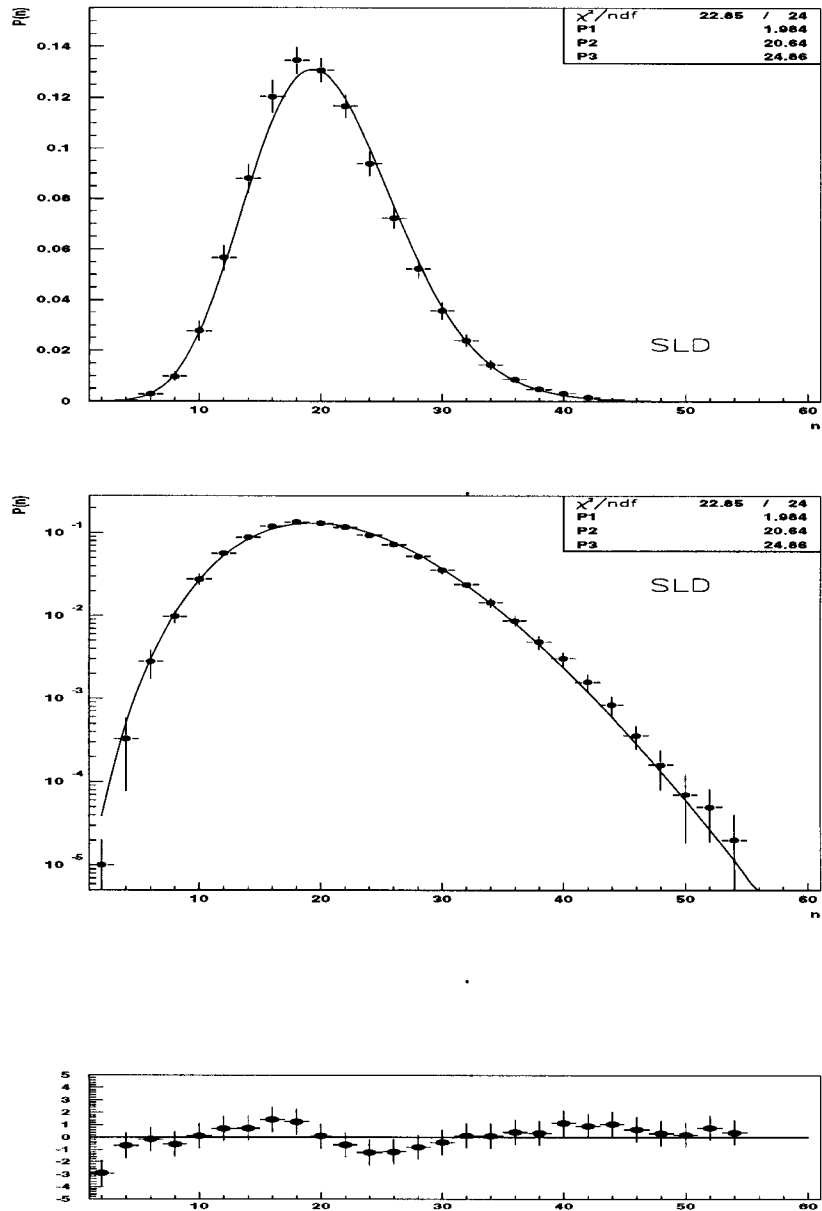 P(n)
χ²/ndf 22.85 / 24
P1 1.984
P2 20.64
P3 24.86
0.14
0.12
0.1
0.08
0.06
0.04
0.02
0
SLD
10 20 30 40 50 60
n
P(n)
χ²/ndf 22.85 / 24
P1 1.984
P2 20.64
P3 24.86
SLD
10 -1
10 -2
10 -3
10 -4
10 -5
10 20 30 40 50 60
n
5
4
3
2
1
0
-1
-2
-3
-4
-5
10 20 30 40 50 60